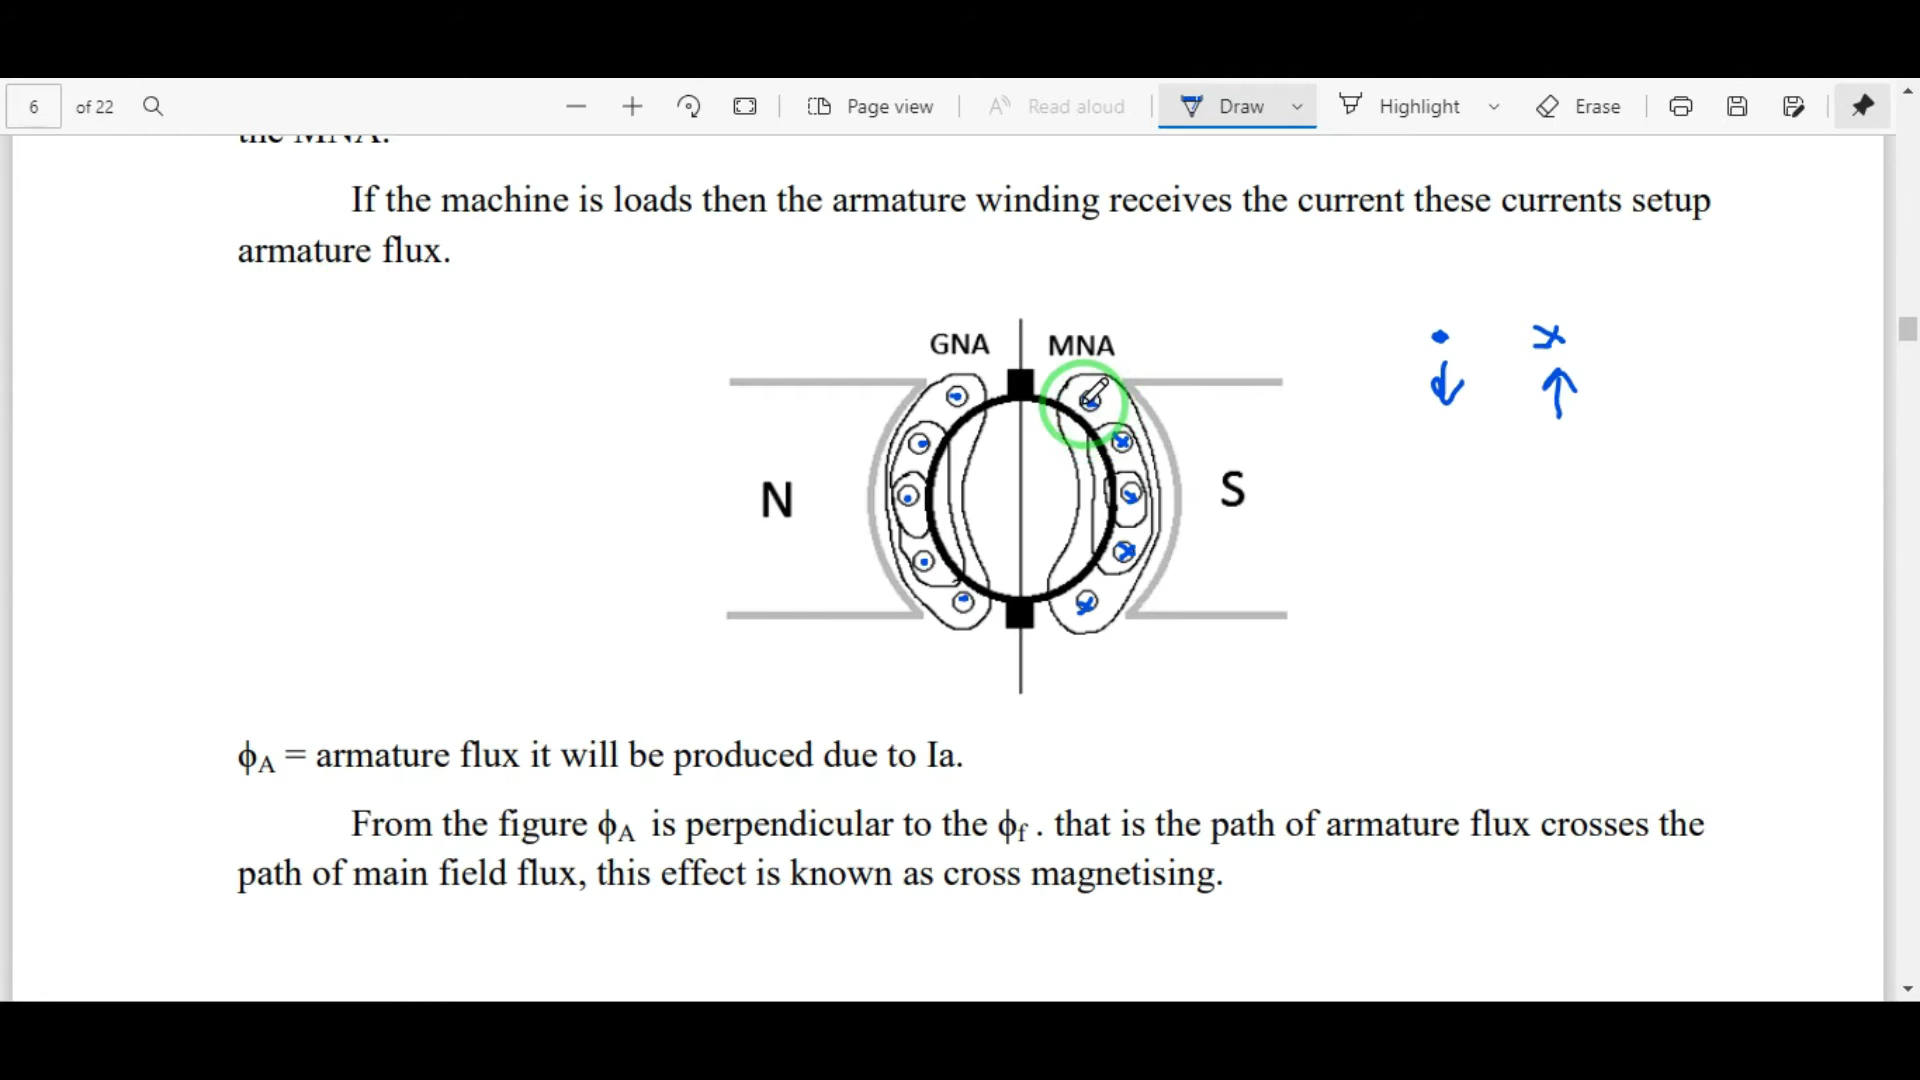 6 of 22 Page view Read aloud Draw Highlight Erase
the MNA.
If the machine is loads then the armature winding receives the current these currents setup
armature flux.
GNA MNA
N S
ϕA = armature flux it will be produced due to Ia.
From the figure ϕA is perpendicular to the ϕf . that is the path of armature flux crosses the
path of main field flux, this effect is known as cross magnetising.